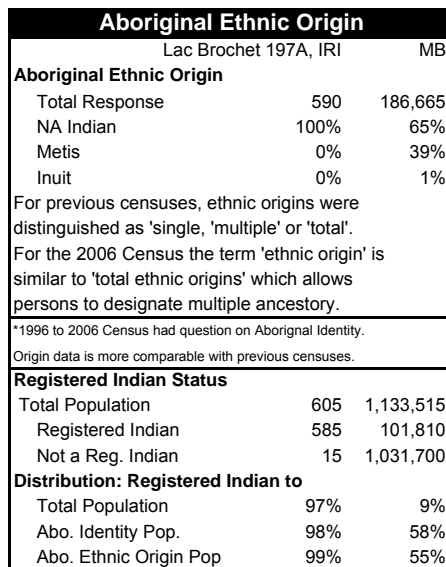 Aboriginal Ethnic Origin
Lac Brochet 197A, IRI MB
Aboriginal Ethnic Origin
Total Response 590 186,665
NA Indian 100% 65%
Metis 0% 39%
Inuit 0% 1%
For previous censuses, ethnic origins were
distinguished as 'single, 'multiple' or 'total'.
For the 2006 Census the term 'ethnic origin' is
similar to 'total ethnic origins' which allows
persons to designate multiple ancestory.
*1996 to 2006 Census had question on Aborignal Identity.
Origin data is more comparable with previous censuses.
Registered Indian Status
Total Population 605 1,133,515
Registered Indian 585 101,810
Not a Reg. Indian 15 1,031,700
Distribution: Registered Indian to
Total Population 97% 9%
Abo. Identity Pop. 98% 58%
Abo. Ethnic Origin Pop 99% 55%